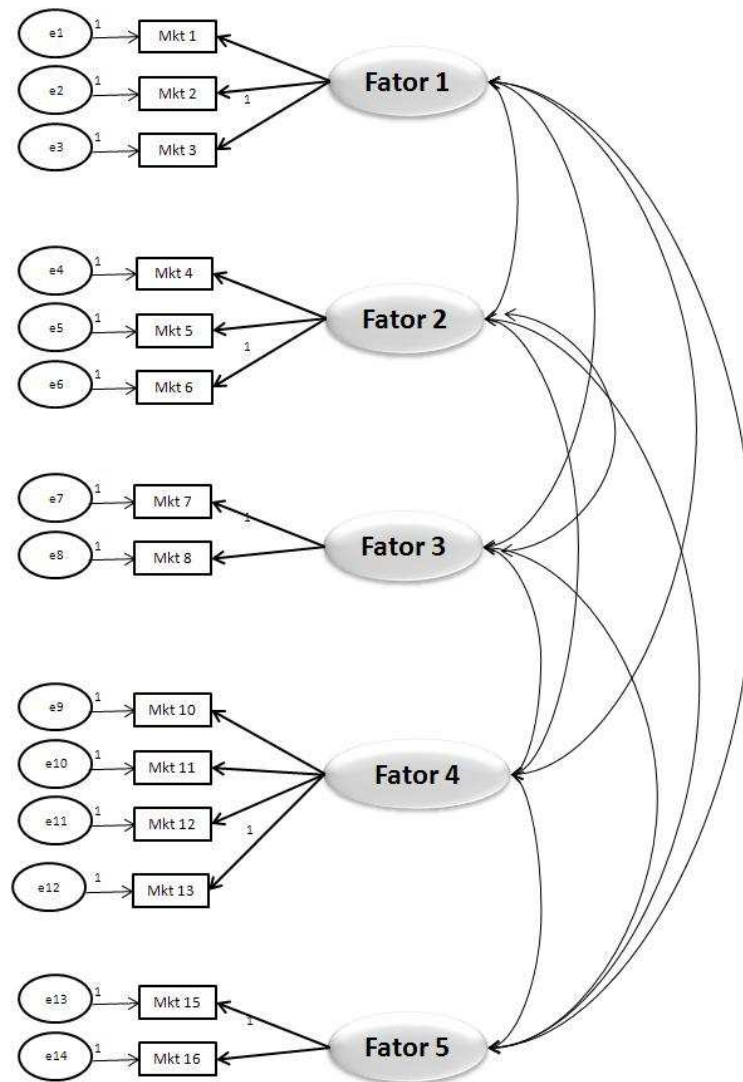 e1 1 Mkt 1
e2 1 Mkt 2 1 Fator 1
e3 1 Mkt 3
e4 1 Mkt 4
e5 1 Mkt 5 Fator 2
e6 1 Mkt 6 1
e7 1 Mkt 7 1
e8 1 Mkt 8 Fator 3
e9 1 Mkt 10
e10 1 Mkt 11 Fator 4
e11 1 Mkt 12 1
e12 1 Mkt 13
e13 1 Mkt 15 1
e14 1 Mkt 16 Fator 5